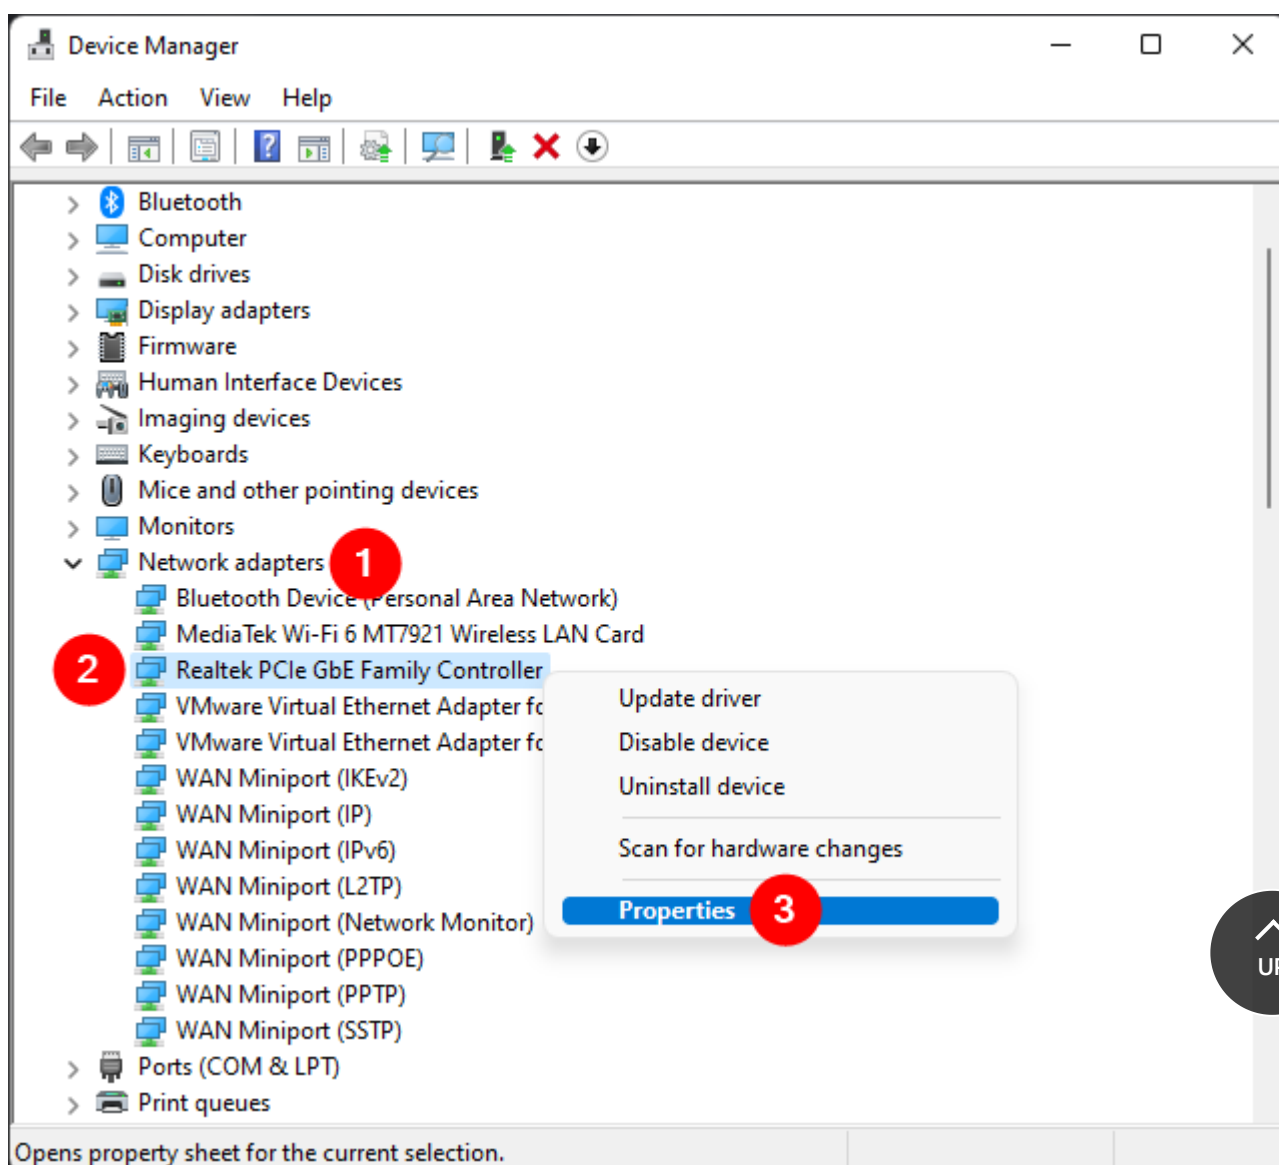 Device Manager
File Action View Help
Bluetooth
Computer
Disk drives
Display adapters
Firmware
Human Interface Devices
Imaging devices
Keyboards
Mice and other pointing devices
Monitors
Network adapters 1
Bluetooth Device (Personal Area Network)
MediaTek Wi-Fi 6 MT7921 Wireless LAN Card
2 Realtek PCIe GbE Family Controller
VMware Virtual Ethernet Adapter fo
VMware Virtual Ethernet Adapter fo
WAN Miniport (IKEv2)
WAN Miniport (IP)
WAN Miniport (IPv6)
WAN Miniport (L2TP)
WAN Miniport (Network Monitor)
WAN Miniport (PPPOE)
WAN Miniport (PPTP)
WAN Miniport (SSTP)
Ports (COM & LPT)
Print queues
Update driver
Disable device
Uninstall device
Scan for hardware changes
Properties 3
UP
Opens property sheet for the current selection.